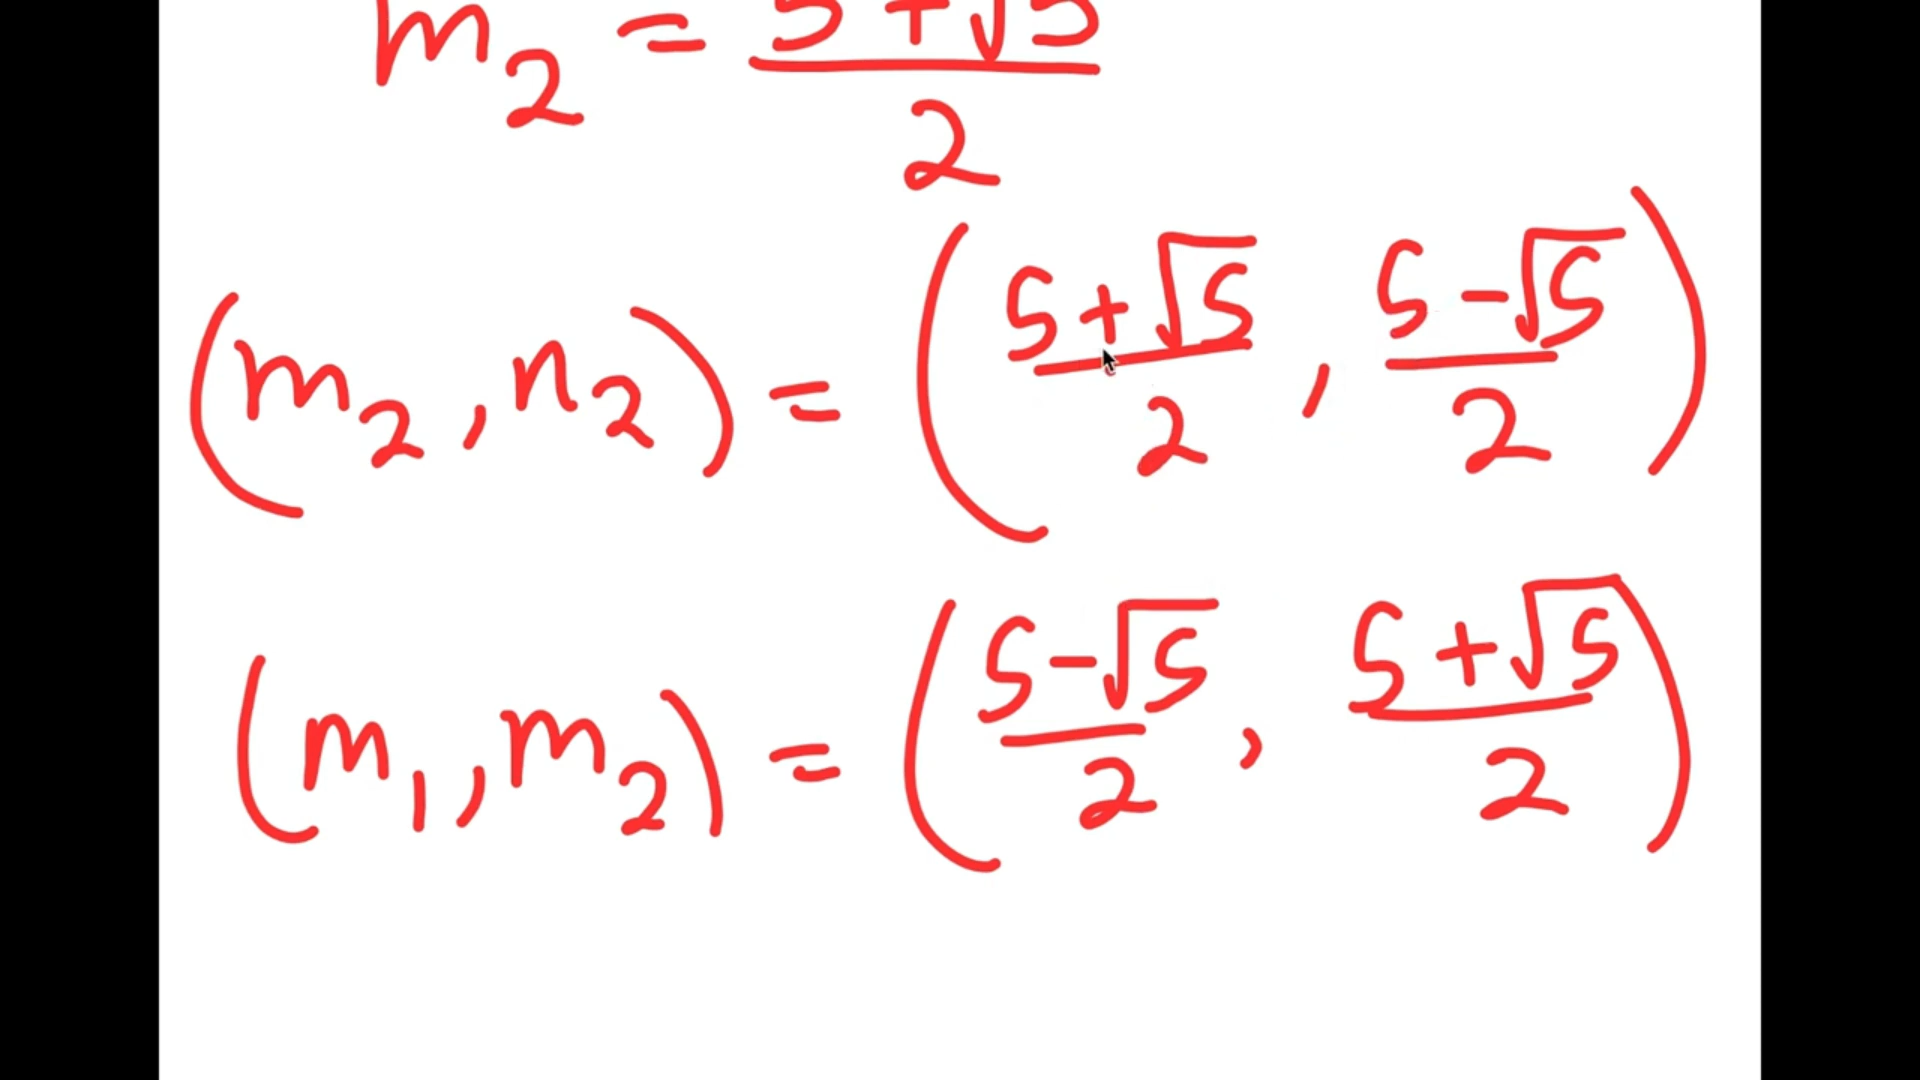 m₂ = (5 + √5)/2
(m₂, n₂) = ((5 + √5)/2, (5 - √5)/2)
(m₁, m₂) = ((5 - √5)/2, (5 + √5)/2)